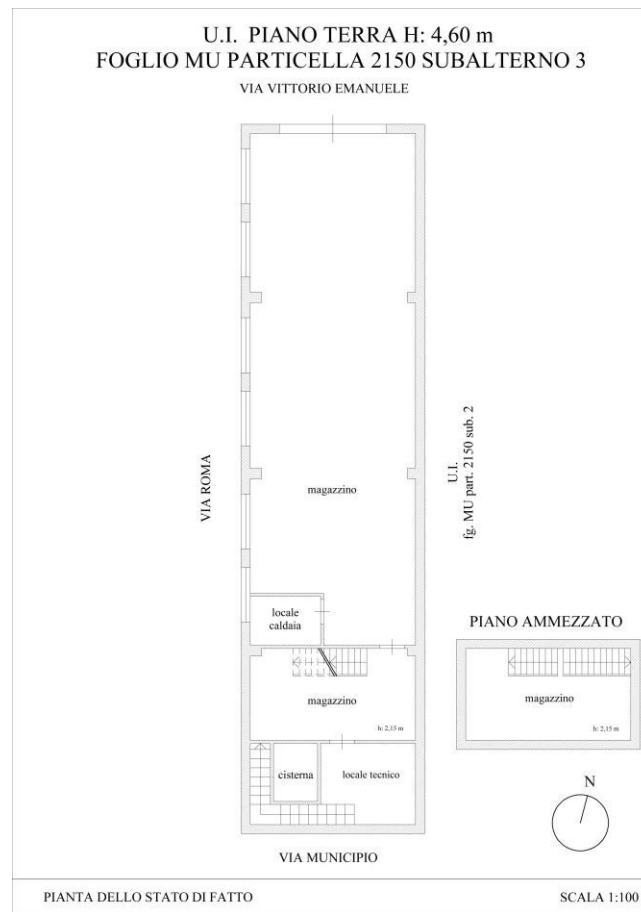 U.I. PIANO TERRA H: 4,60 m
FOGLIO MU PARTICELLA 2150 SUBALTERNO 3
VIA VITTORIO EMANUELE
VIA ROMA
U.I.
fg. MU part. 2150 sub. 2
magazzino
locale
caldaia
magazzino
h: 2,15 m
cisterna
locale tecnico
PIANO AMMEZZATO
magazzino
h: 2,15 m
N
VIA MUNICIPIO
PIANTA DELLO STATO DI FATTO
SCALA 1:100